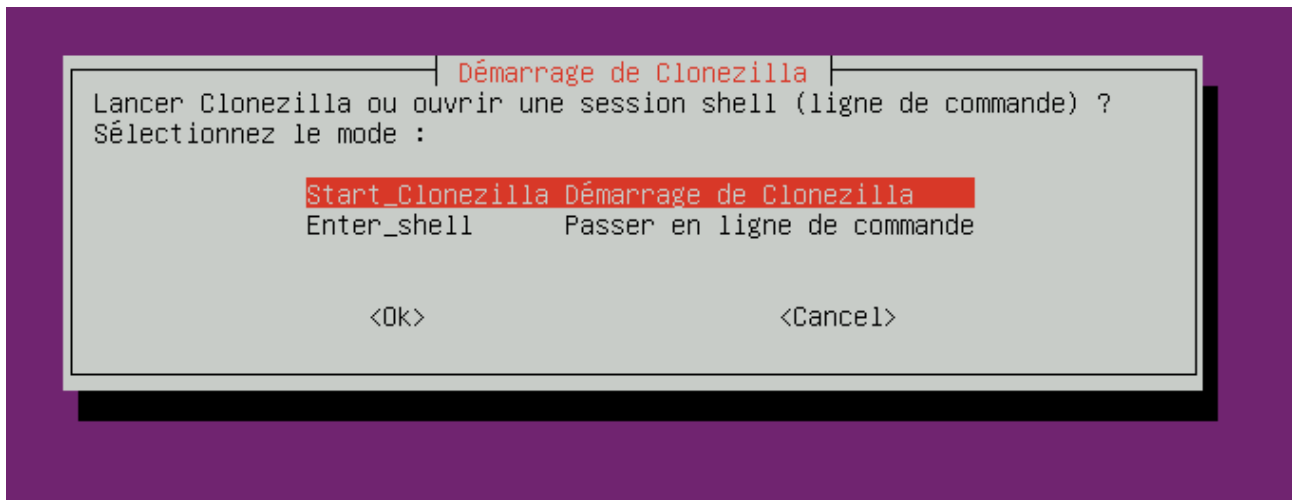 Démarrage de Clonezilla
Lancer Clonezilla ou ouvrir une session shell (ligne de commande) ?
Sélectionnez le mode :
Start_Clonezilla Démarrage de Clonezilla
Enter_shell Passer en ligne de commande
<Ok> <Cancel>